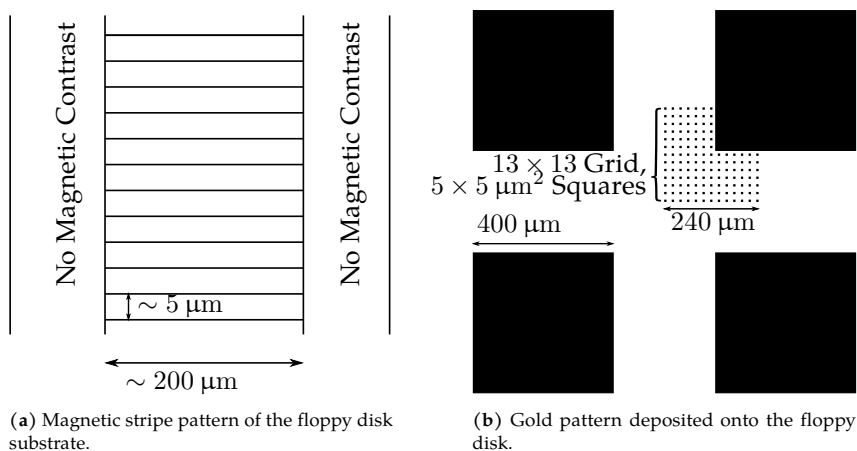 No Magnetic Contrast
No Magnetic Contrast
∼ 5 µm
∼ 200 µm
(a) Magnetic stripe pattern of the floppy disk
substrate.
13 × 13 Grid,
5 × 5 µm² Squares
240 µm
400 µm
(b) Gold pattern deposited onto the floppy
disk.